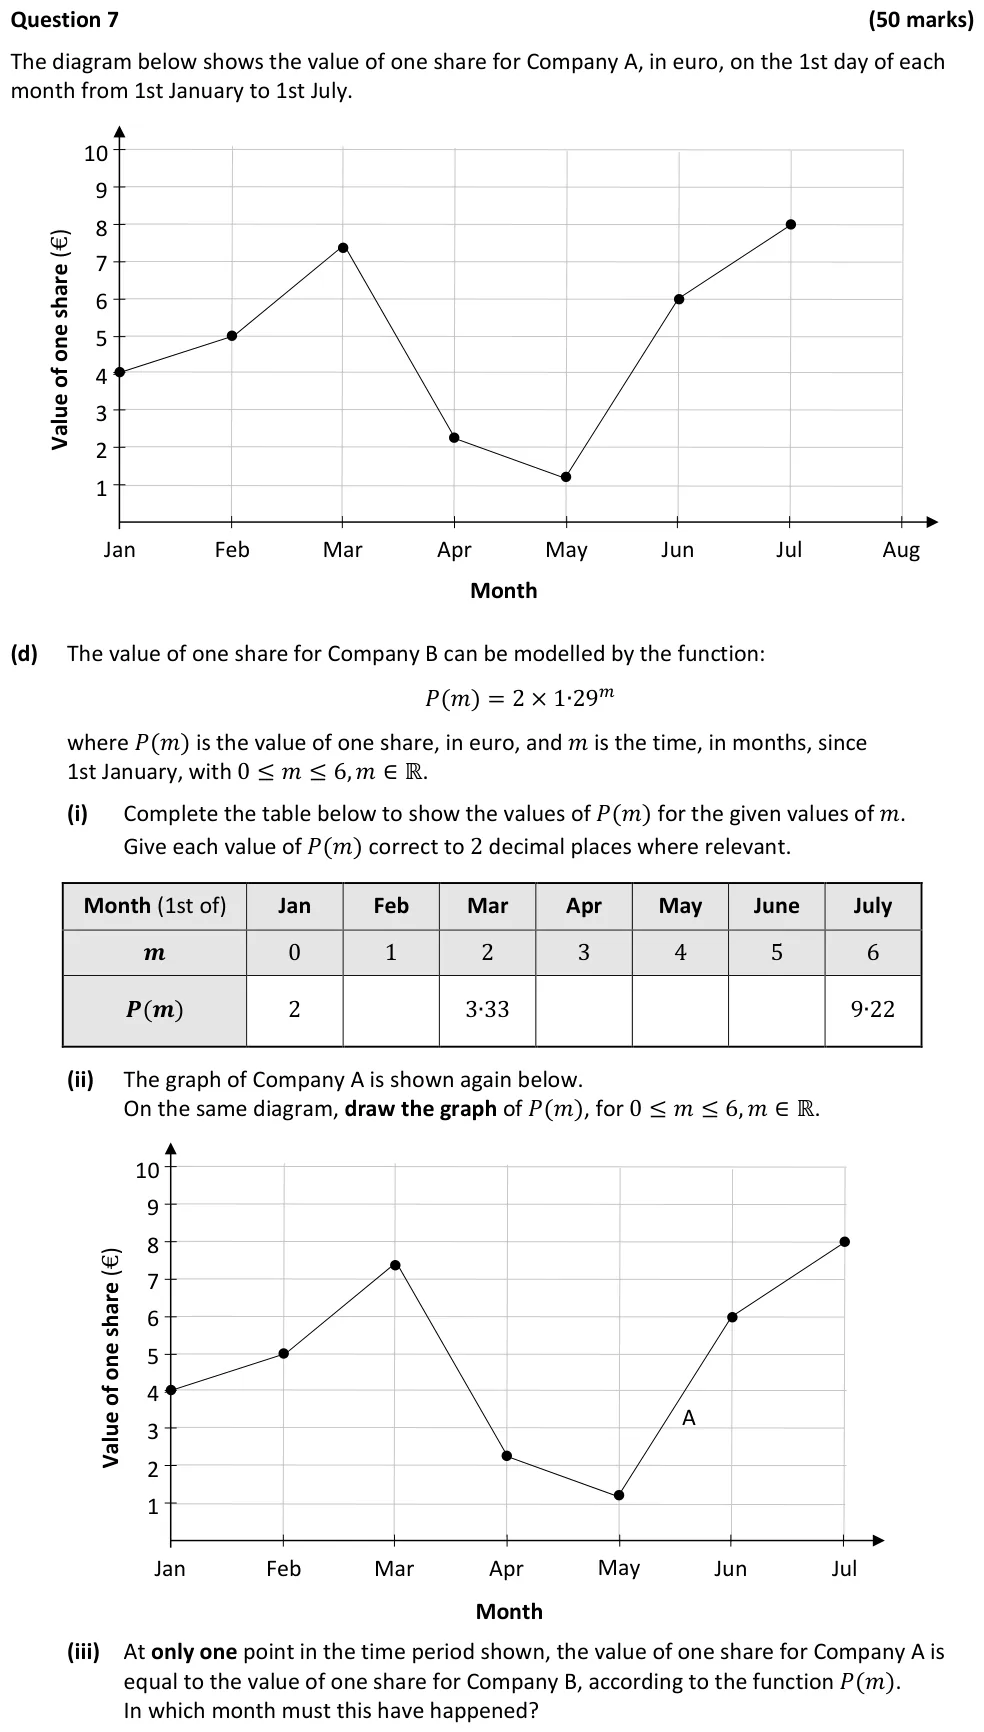 Question 7 (50 marks)
The diagram below shows the value of one share for Company A, in euro, on the 1st day of each
month from 1st January to 1st July.
10
9
8
7
6
5
4
3
2
1
Value of one share (€)
Jan Feb Mar Apr May Jun Jul Aug
Month
(d) The value of one share for Company B can be modelled by the function:
P(m) = 2 × 1·29^m
where P(m) is the value of one share, in euro, and m is the time, in months, since
1st January, with 0 ≤ m ≤ 6, m ∈ ℝ.
(i) Complete the table below to show the values of P(m) for the given values of m.
Give each value of P(m) correct to 2 decimal places where relevant.
Month (1st of) Jan Feb Mar Apr May June July
m 0 1 2 3 4 5 6
P(m) 2 3·33 9·22
(ii) The graph of Company A is shown again below.
On the same diagram, draw the graph of P(m), for 0 ≤ m ≤ 6, m ∈ ℝ.
10
9
8
7
6
5
4
3
2
1
Value of one share (€)
A
Jan Feb Mar Apr May Jun Jul
Month
(iii) At only one point in the time period shown, the value of one share for Company A is
equal to the value of one share for Company B, according to the function P(m).
In which month must this have happened?